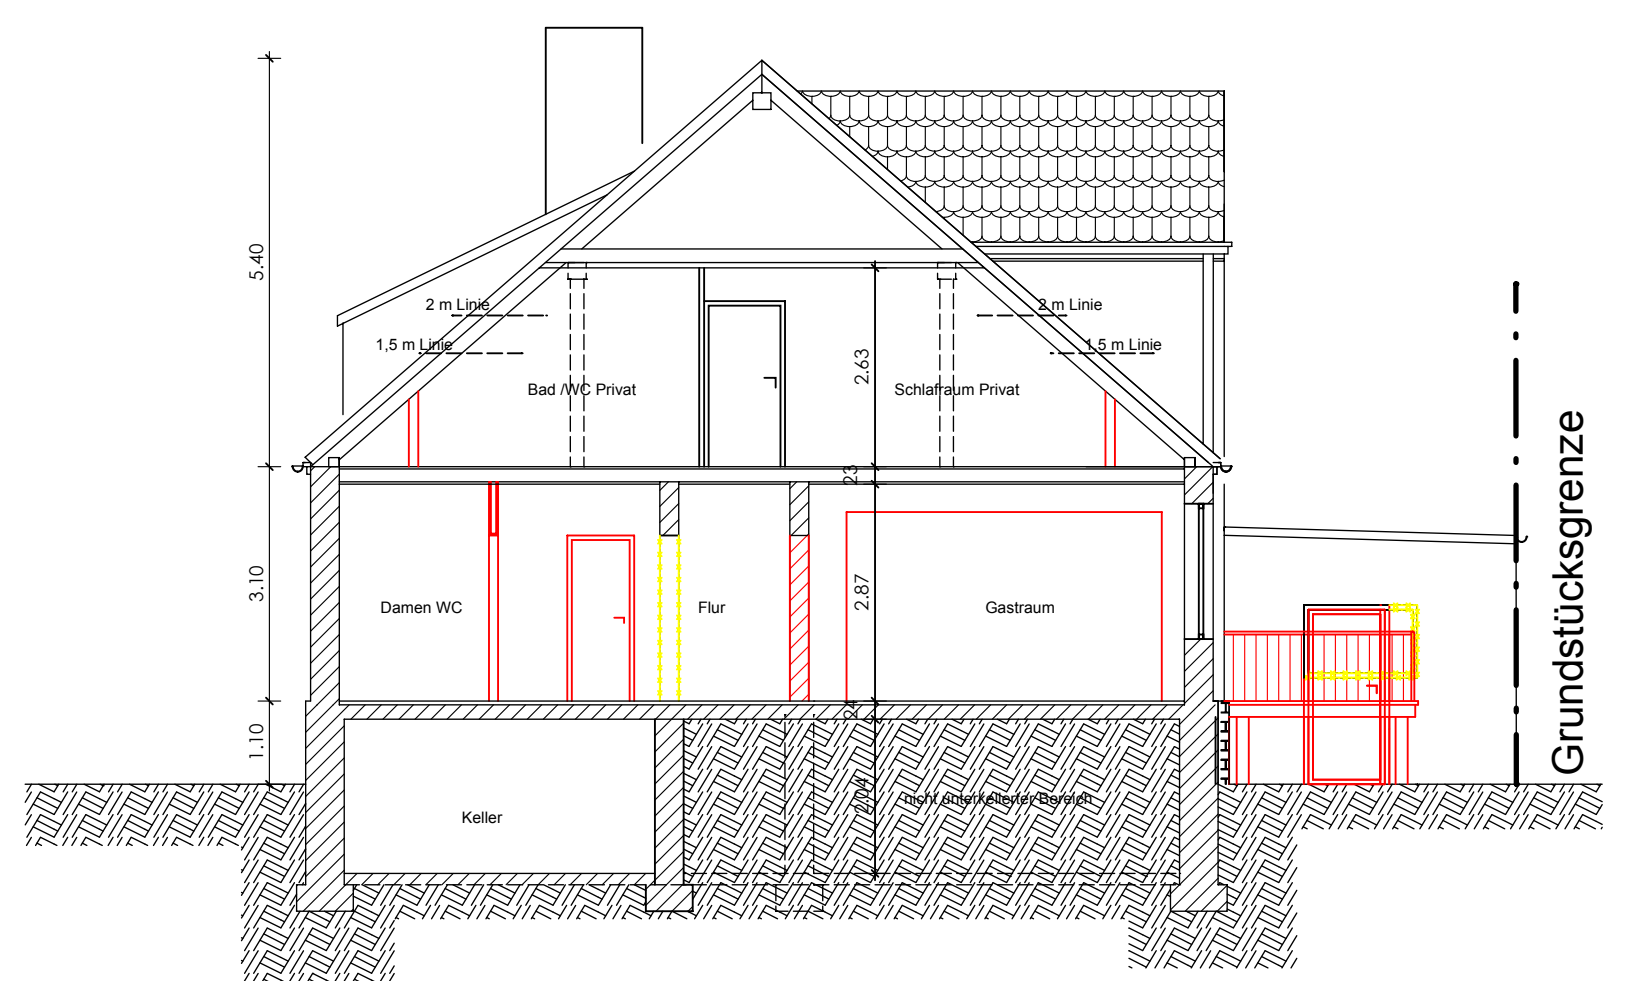 5.40
2 m Linie
2 m Linie
1,5 m Linie
1,5 m Linie
2.63
Bad /WC Privat
Schlafraum Privat
23
3.10
2.87
Damen WC
Flur
Gastraum
Grundstücksgrenze
24
1.10
2.04
nicht unterkellerter Bereich
Keller